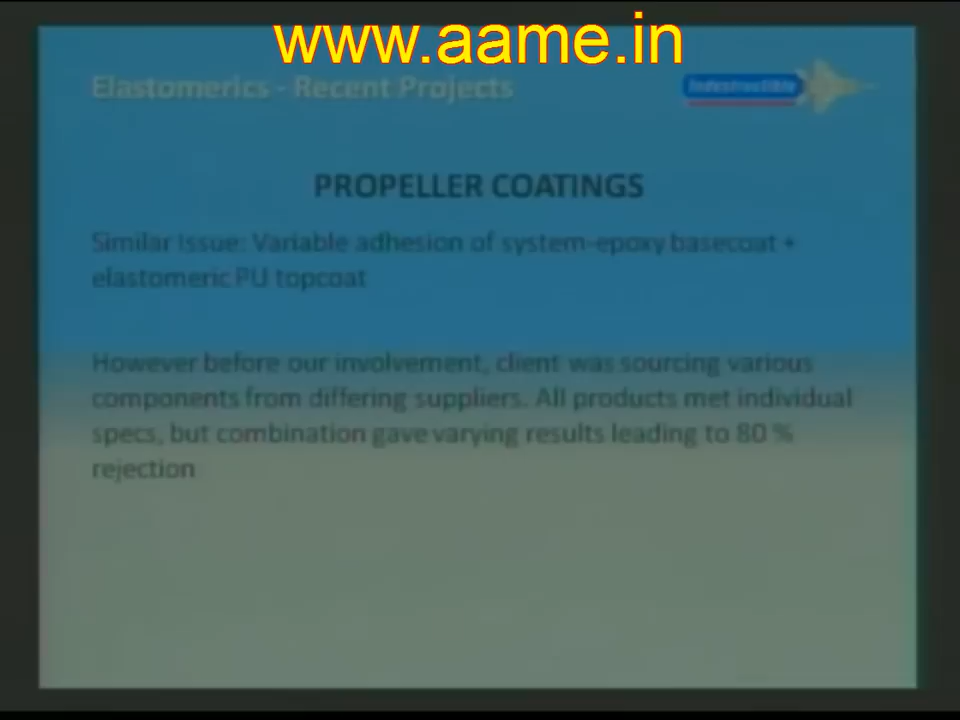 www.aame.in
Elastomerics - Recent Projects
Indestructible
PROPELLER COATINGS
Similar Issue: Variable adhesion of system-epoxy basecoat +
elastomeric PU topcoat
However before our involvement, client was sourcing various
components from differing suppliers. All products met individual
specs, but combination gave varying results leading to 80 %
rejection